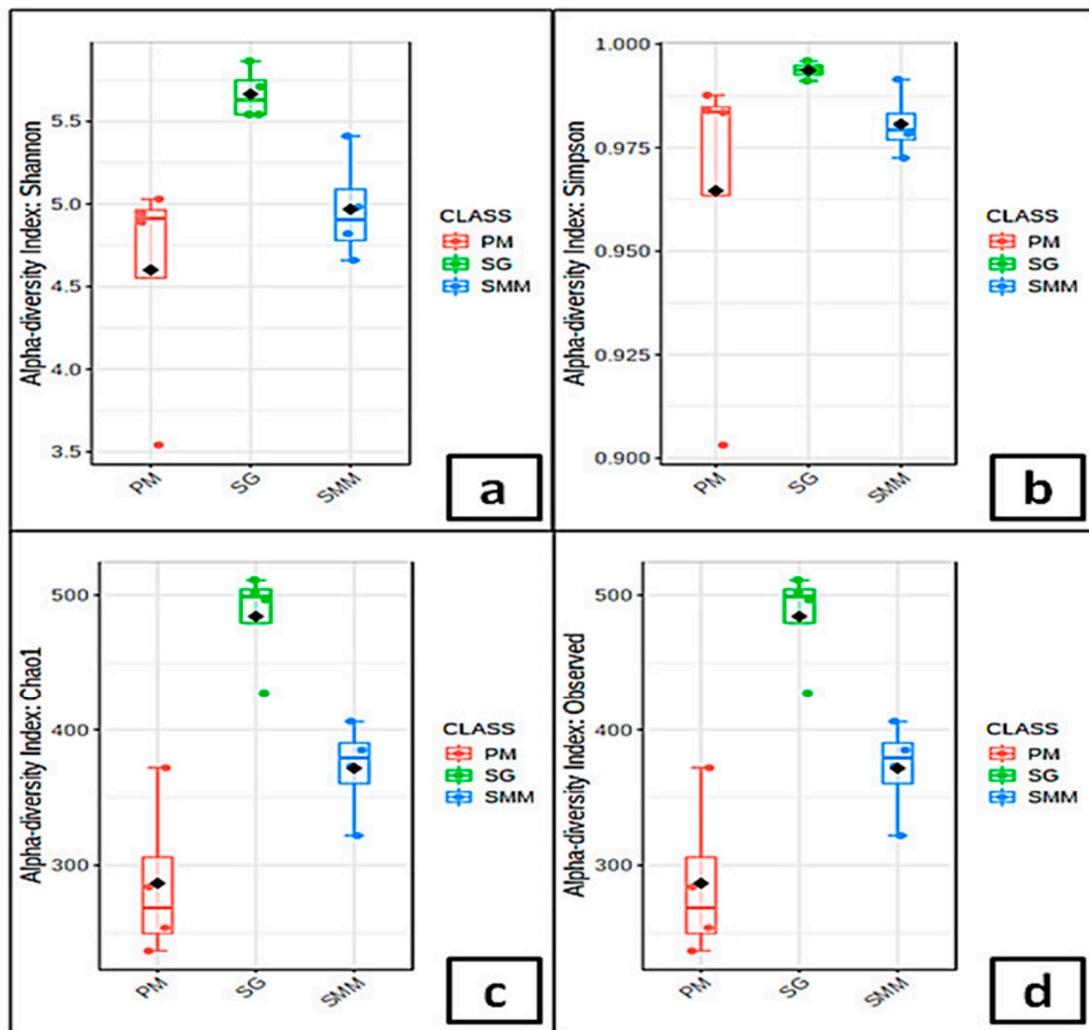 Alpha-diversity Index: Shannon
5.5
5.0
4.5
4.0
3.5
PM
SG
SMM
CLASS
PM
SG
SMM
a
Alpha-diversity Index: Simpson
1.000
0.975
0.950
0.925
0.900
PM
SG
SMM
CLASS
PM
SG
SMM
b
Alpha-diversity Index: Chao1
500
400
300
PM
SG
SMM
CLASS
PM
SG
SMM
c
Alpha-diversity Index: Observed
500
400
300
PM
SG
SMM
CLASS
PM
SG
SMM
d